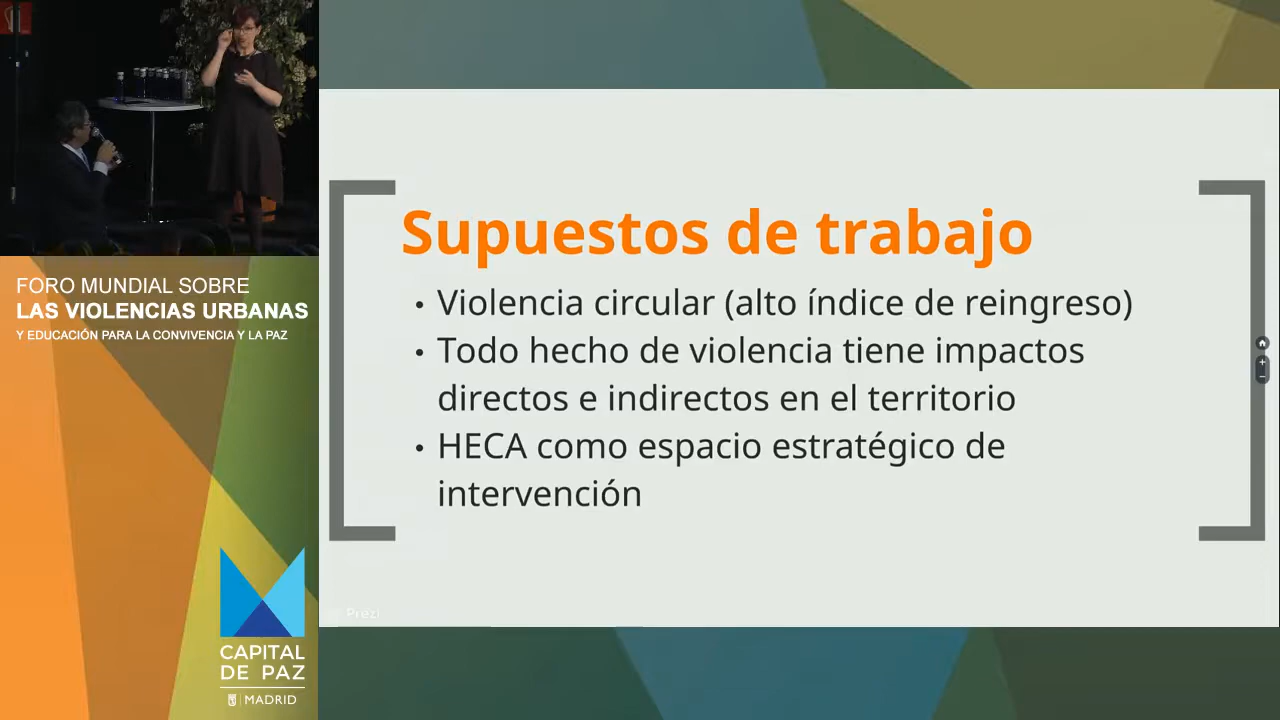 FORO MUNDIAL SOBRE
LAS VIOLENCIAS URBANAS
Y EDUCACIÓN PARA LA CONVIVENCIA Y LA PAZ
CAPITAL
DE PAZ
MADRID
Supuestos de trabajo
• Violencia circular (alto índice de reingreso)
• Todo hecho de violencia tiene impactos
directos e indirectos en el territorio
• HECA como espacio estratégico de
intervención
Prezi